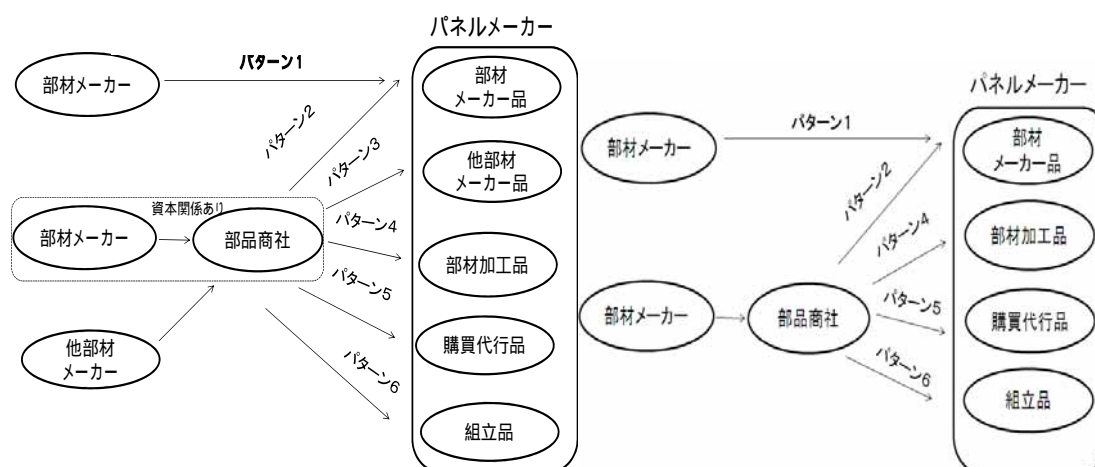 パネルメーカー
パターン1
部材メーカー
部材
メーカー品
パターン2
パターン3
他部材
メーカー品
資本関係あり
部材メーカー
部品商社
パターン4
部材加工品
パターン5
購買代行品
他部材
メーカー
パターン6
組立品
パネルメーカー
パターン1
部材メーカー
部材
メーカー品
パターン2
パターン4
部材加工品
部材メーカー
部品商社
パターン5
購買代行品
パターン6
組立品